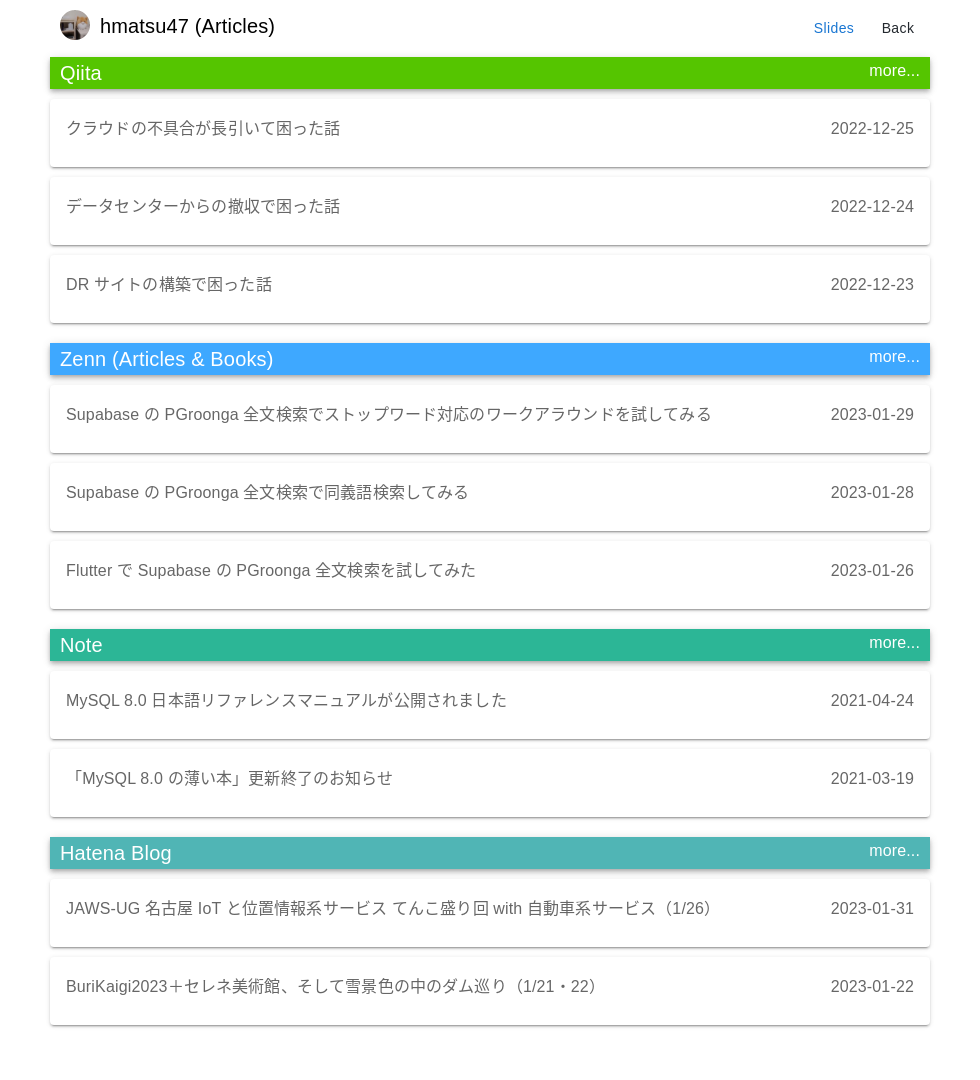 hmatsu47 (Articles)
Slides
Back
Qiita
more...
クラウドの不具合が長引いて困った話
2022-12-25
データセンターからの撤収で困った話
2022-12-24
DR サイトの構築で困った話
2022-12-23
Zenn (Articles & Books)
more...
Supabase の PGroonga 全文検索でストップワード対応のワークアラウンドを試してみる
2023-01-29
Supabase の PGroonga 全文検索で同義語検索してみる
2023-01-28
Flutter で Supabase の PGroonga 全文検索を試してみた
2023-01-26
Note
more...
MySQL 8.0 日本語リファレンスマニュアルが公開されました
2021-04-24
「MySQL 8.0 の薄い本」更新終了のお知らせ
2021-03-19
Hatena Blog
more...
JAWS-UG 名古屋 IoT と位置情報系サービス てんこ盛り回 with 自動車系サービス（1/26）
2023-01-31
BuriKaigi2023＋セレネ美術館、そして雪景色の中のダム巡り（1/21・22）
2023-01-22